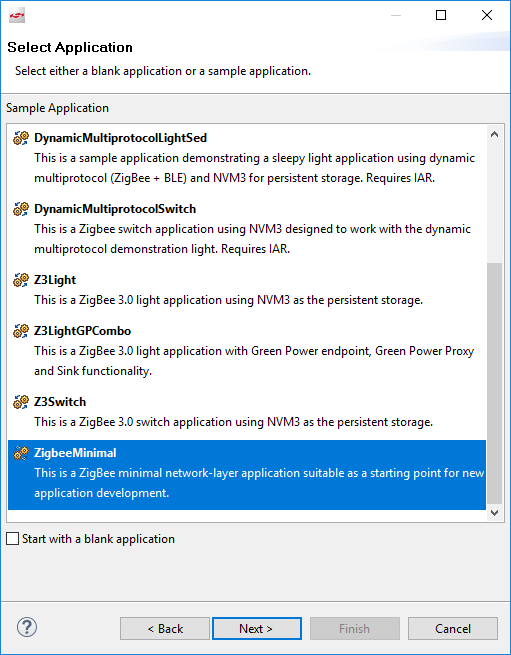 Select Application
Select either a blank application or a sample application.
Sample Application
DynamicMultiprotocolLightSed
This is a sample application demonstrating a sleepy light application using dynamic
multiprotocol (ZigBee + BLE) and NVM3 for persistent storage. Requires IAR.
DynamicMultiprotocolSwitch
This is a Zigbee switch application using NVM3 designed to work with the dynamic
multiprotocol demonstration light. Requires IAR.
Z3Light
This is a ZigBee 3.0 light application using NVM3 as the persistent storage.
Z3LightGPCombo
This is a ZigBee 3.0 light application with Green Power endpoint, Green Power Proxy
and Sink functionality.
Z3Switch
This is a ZigBee 3.0 switch application using NVM3 as the persistent storage.
ZigbeeMinimal
This is a ZigBee minimal network-layer application suitable as a starting point for new
application development.
Start with a blank application
?
< Back
Next >
Finish
Cancel